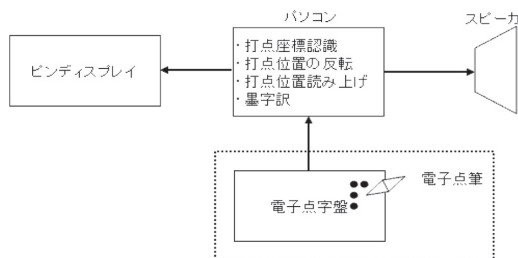 パソコン
スピーカ
・打点座標認識
・打点位置の反転
・打点位置読み上げ
・墨字訳
ピンディスプレイ
電子点筆
電子点字盤